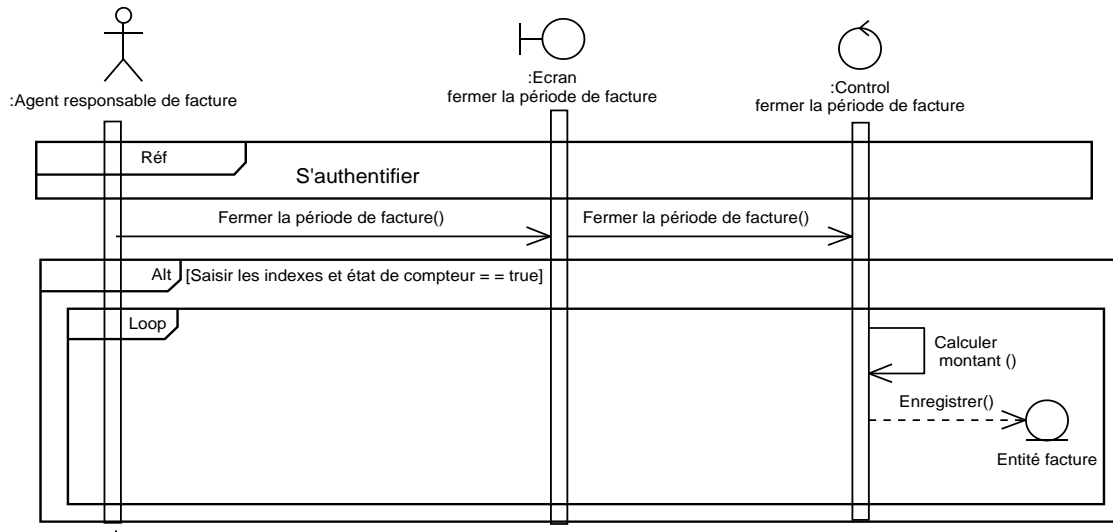 :Agent responsable de facture
:Ecran
fermer la période de facture
:Control
fermer la période de facture
Réf
S'authentifier
Fermer la période de facture()
Fermer la période de facture()
Alt
[Saisir les indexes et état de compteur = = true]
Loop
Calculer
montant ()
Enregistrer()
Entité facture